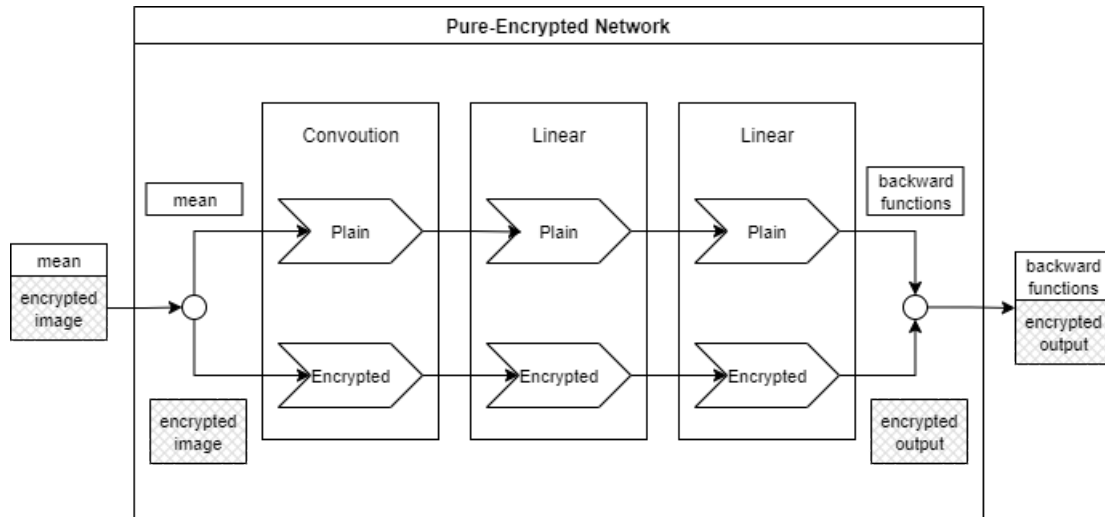 Pure-Encrypted Network
Convoution
Linear
Linear
mean
backward
functions
Plain
Plain
Plain
mean
encrypted
image
backward
functions
encrypted
output
Encrypted
Encrypted
Encrypted
encrypted
image
encrypted
output